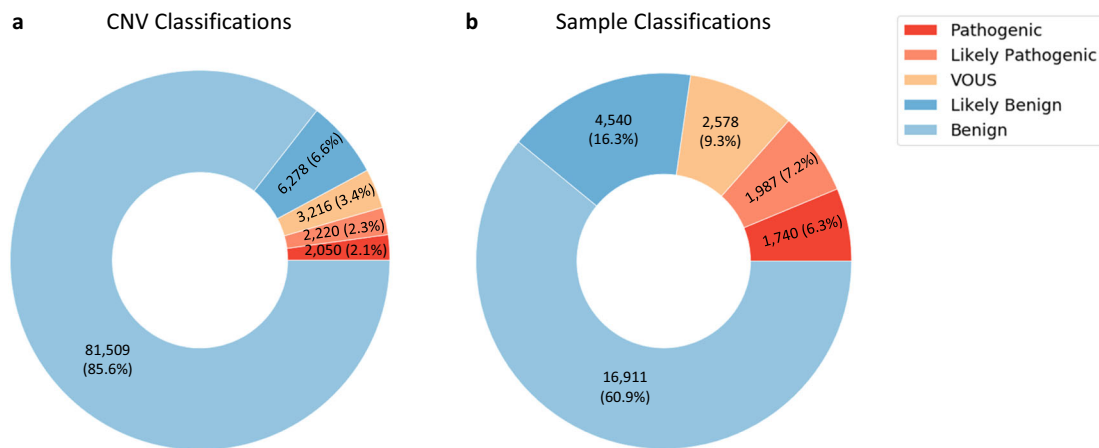 a CNV Classifications
6,278 (6.6%)
3,216 (3.4%)
2,220 (2.3%)
2,050 (2.1%)
81,509
(85.6%)
b Sample Classifications
4,540
(16.3%)
2,578
(9.3%)
1,987 (7.2%)
1,740 (6.3%)
16,911
(60.9%)
Pathogenic
Likely Pathogenic
VOUS
Likely Benign
Benign